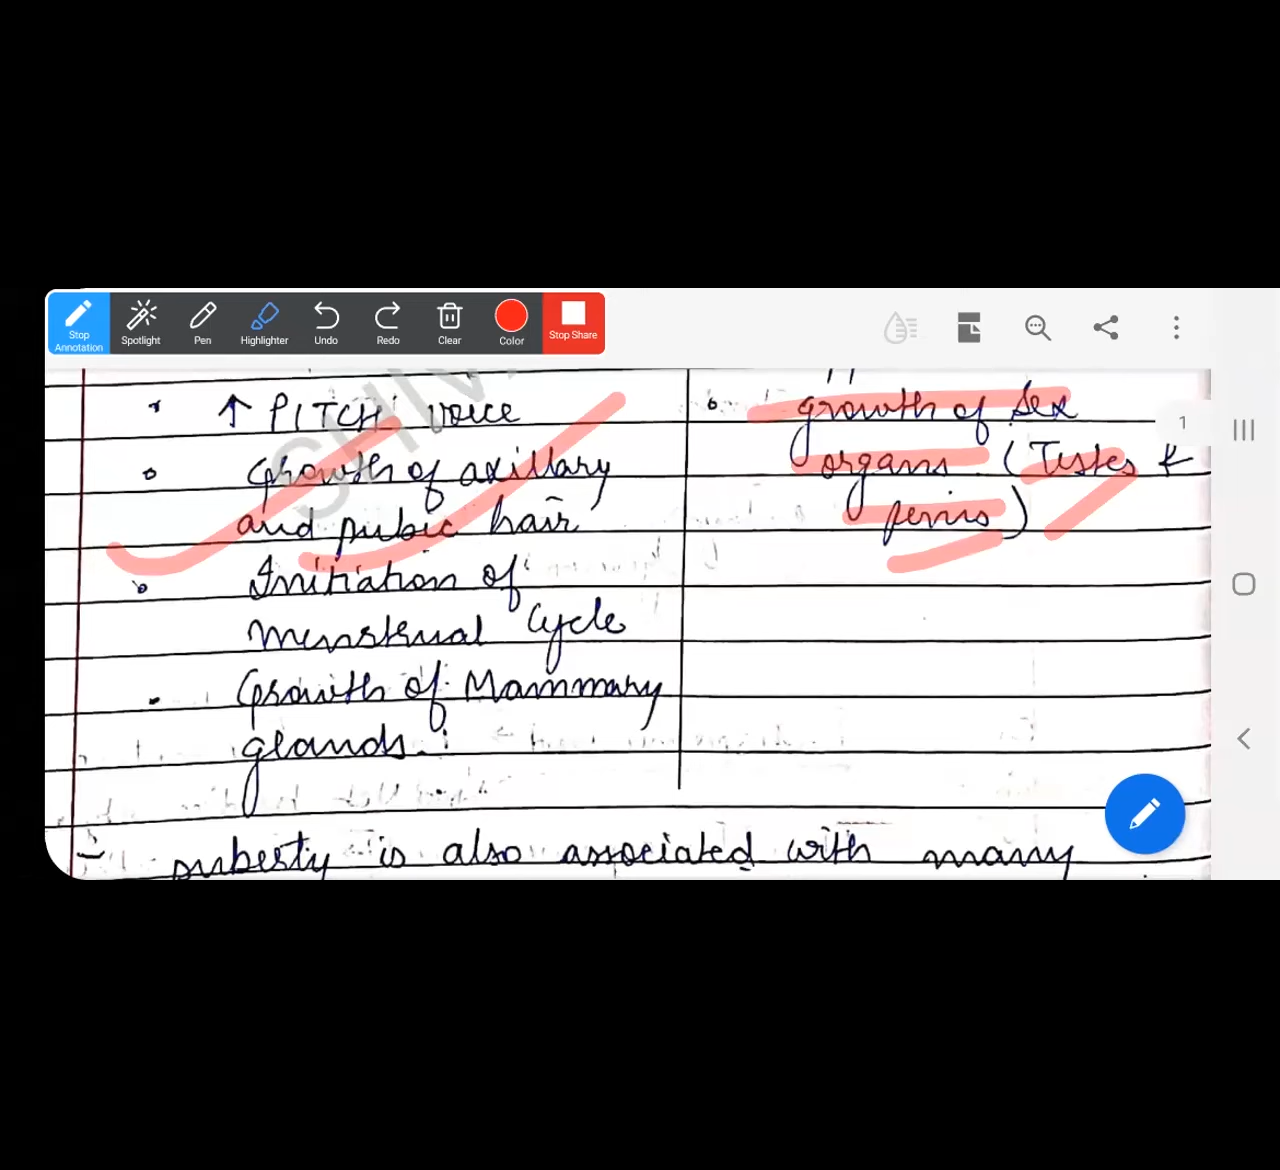 Stop Annotation
Spotlight
Pen
Highlighter
Undo
Redo
Clear
Color
Stop Share
1
↑ PITCH voice
Growth of axillary
and pubic hair
Initiation of
menstrual cycle
Growth of Mammary
glands.
growth of sex
organs. (Testes &
penis)
puberty is also associated with many